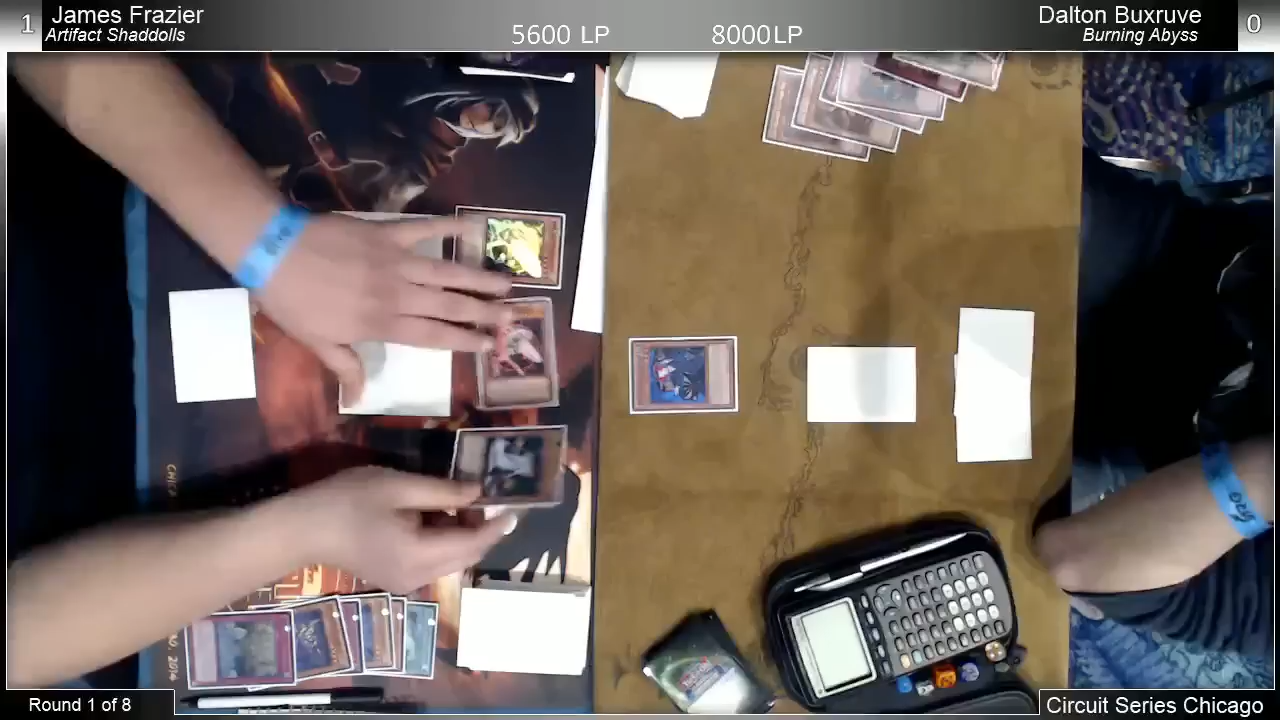 1
James Frazier
Artifact Shaddolls
5600 LP
8000LP
Dalton Buxruve
Burning Abyss
0
Round 1 of 8
Circuit Series Chicago